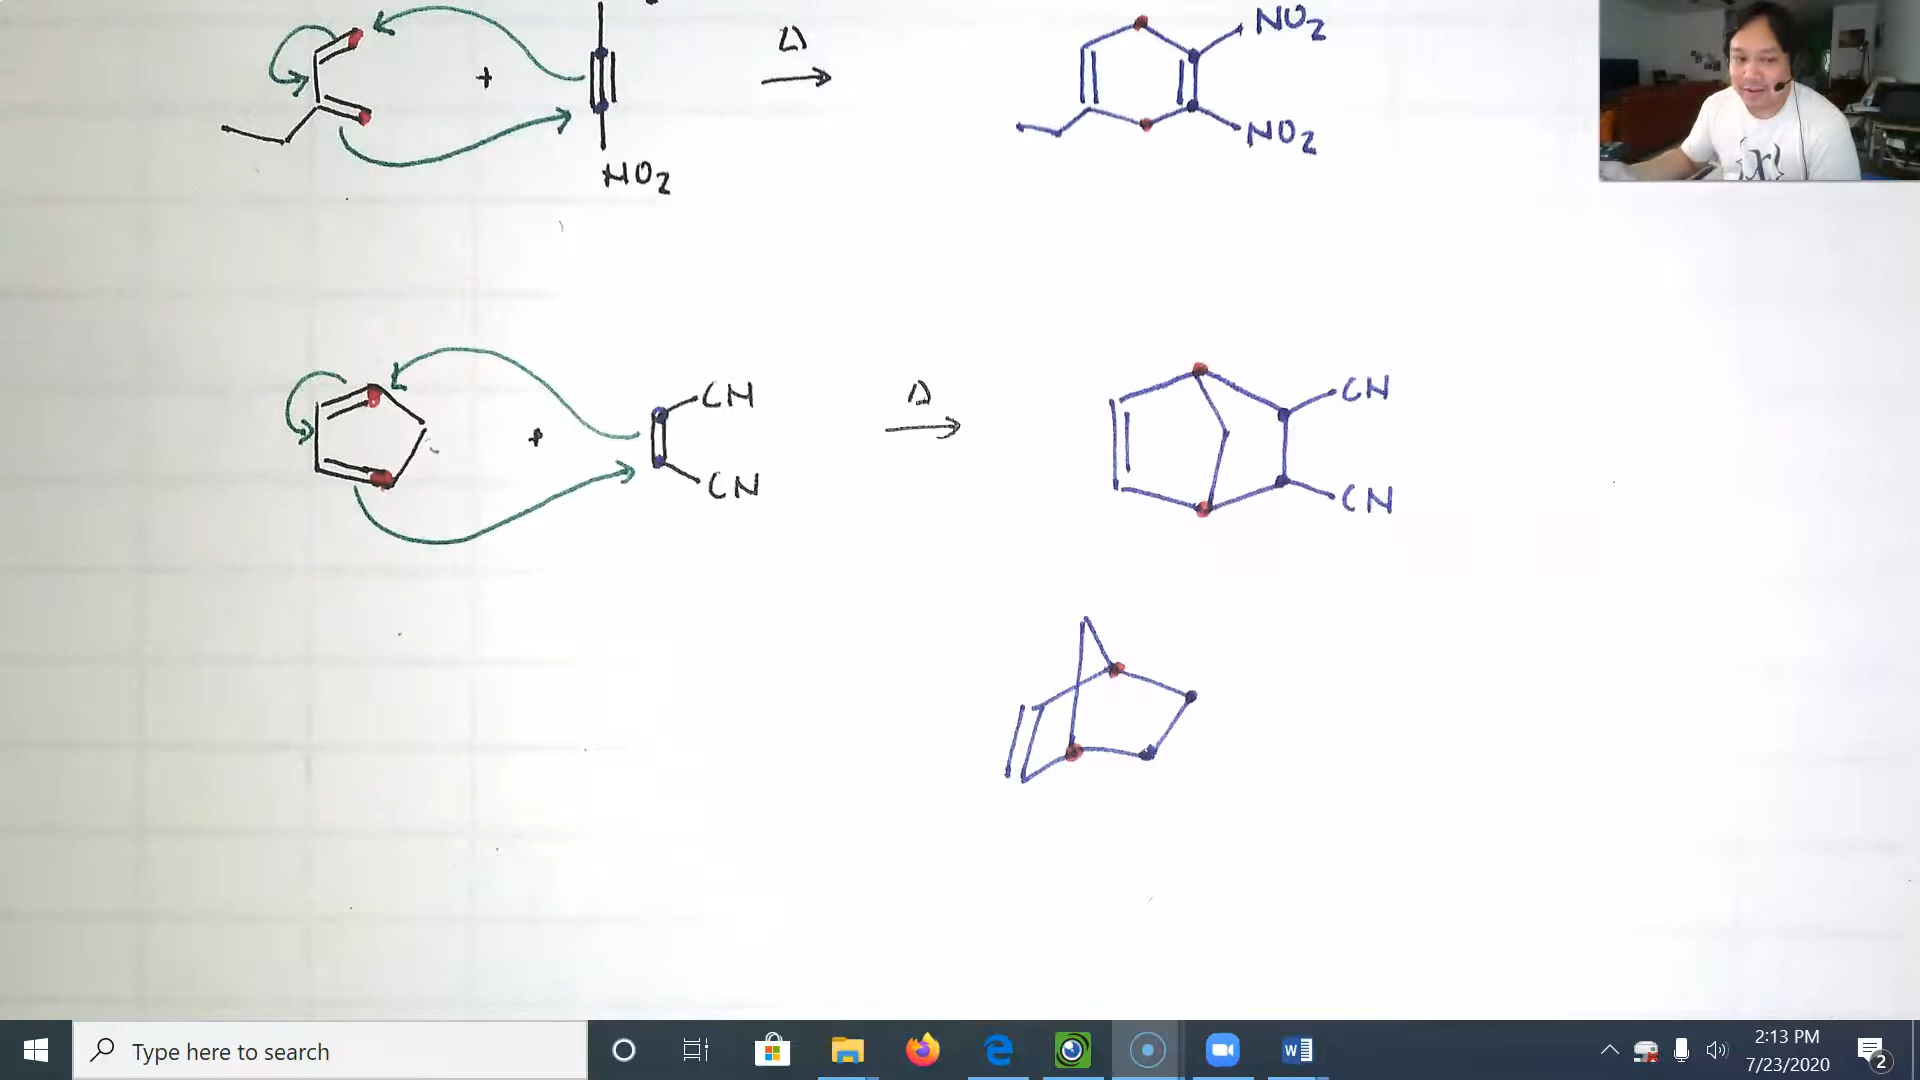 Δ
+
NO2
NO2
NO2
{x}
CN
CN
+
Δ
CN
CN
Type here to search
2:13 PM
7/23/2020
2